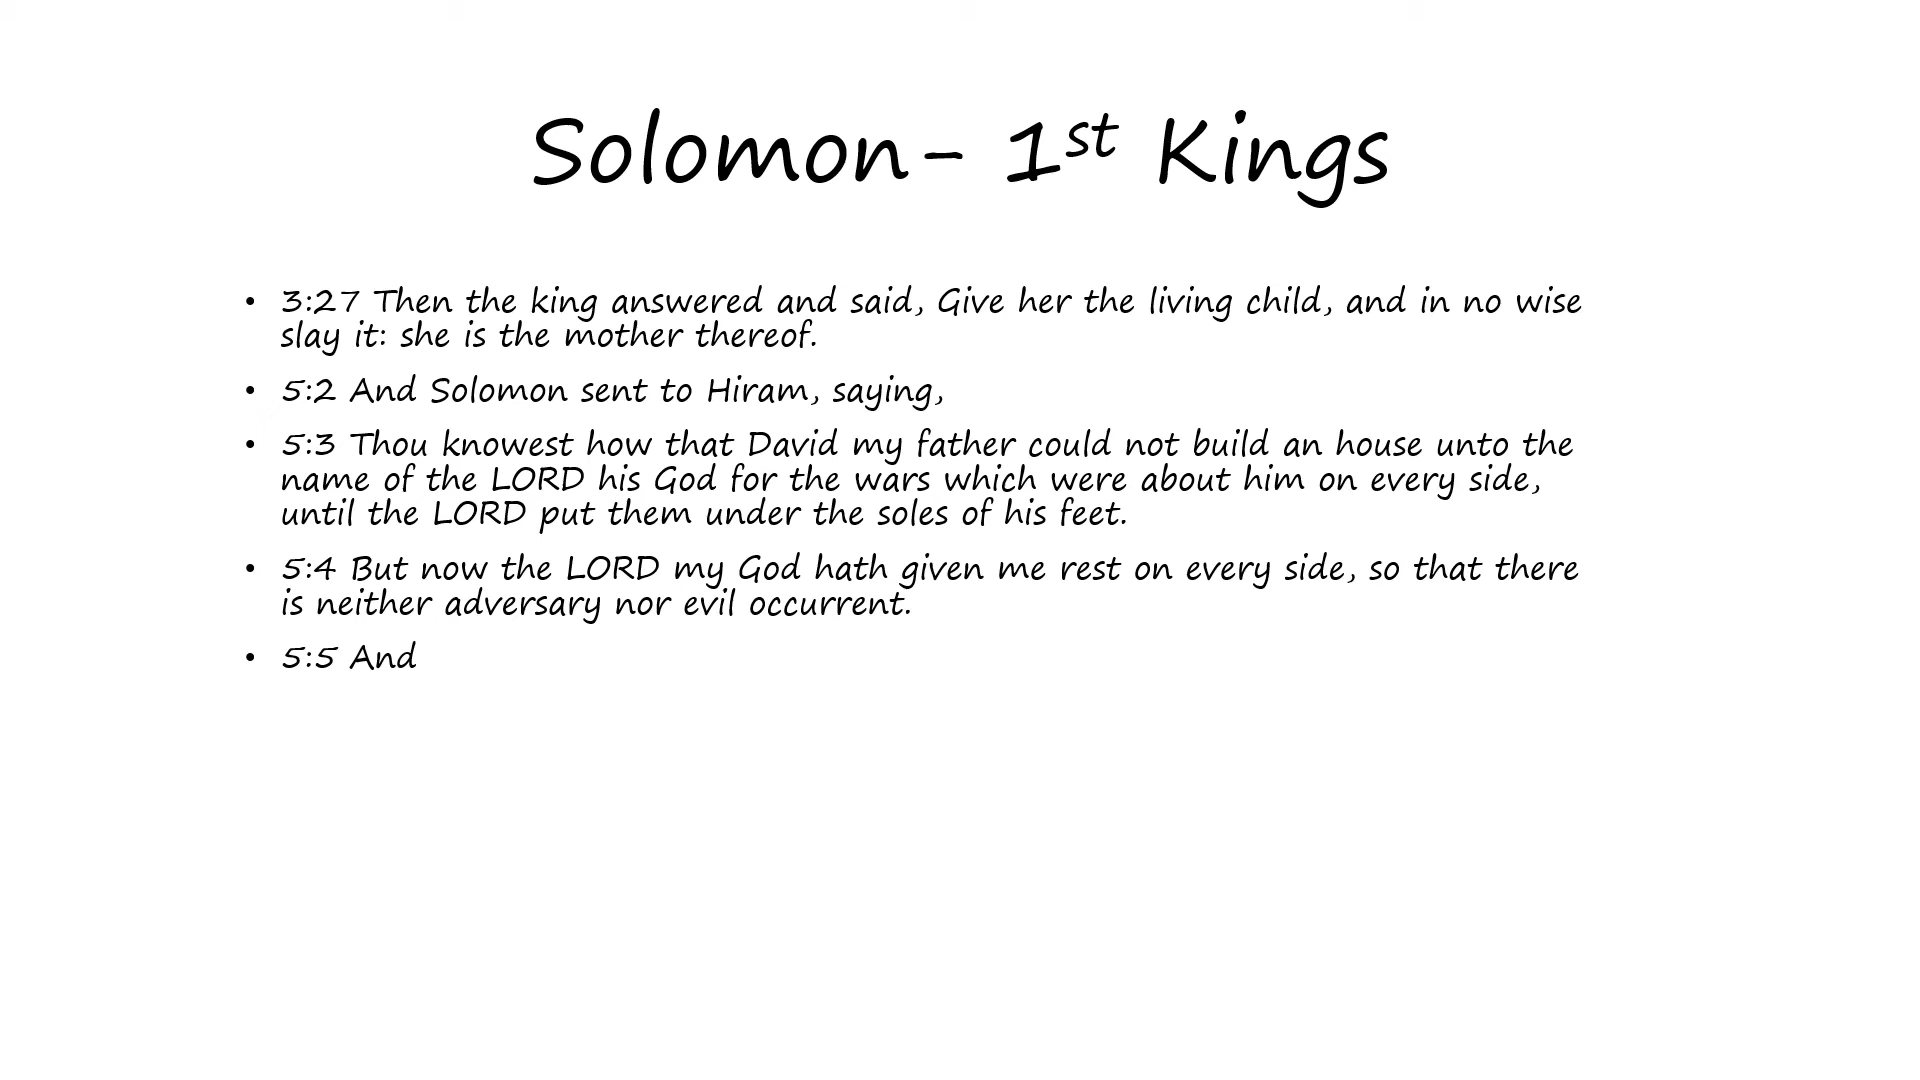 Solomon- 1st Kings
• 3:27 Then the king answered and said, Give her the living child, and in no wise
slay it: she is the mother thereof.
• 5:2 And Solomon sent to Hiram, saying,
• 5:3 Thou knowest how that David my father could not build an house unto the
name of the LORD his God for the wars which were about him on every side,
until the LORD put them under the soles of his feet.
• 5:4 But now the LORD my God hath given me rest on every side, so that there
is neither adversary nor evil occurrent.
• 5:5 And